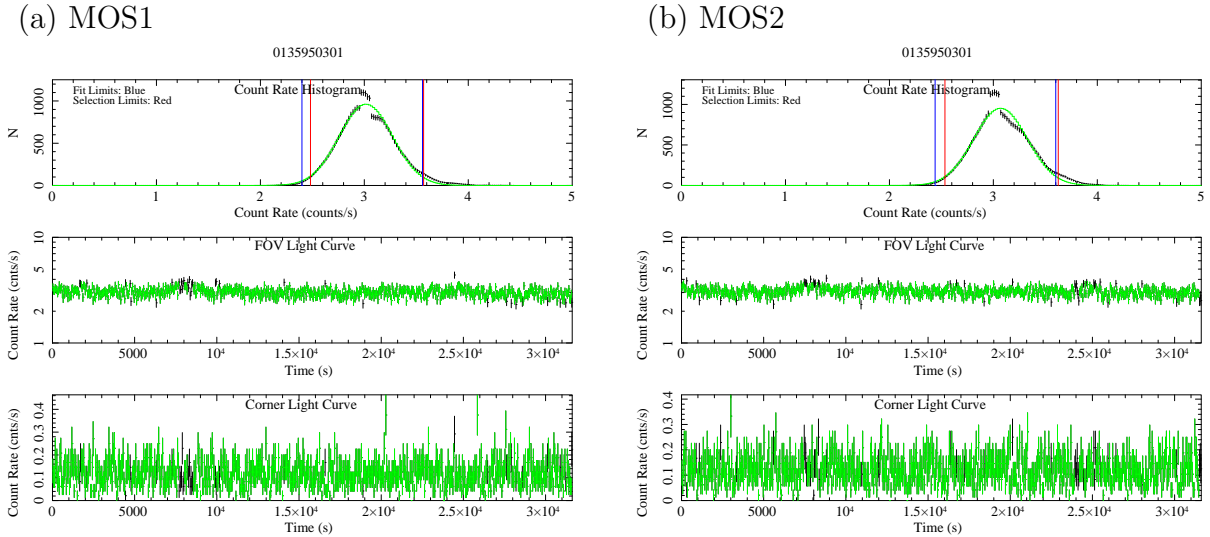 (a) MOS1
0135950301
Count Rate Histogram
Fit Limits: Blue
Selection Limits: Red
N
1000
500
0
0 1 2 3 4 5
Count Rate (counts/s)
FOV Light Curve
Count Rate (cnts/s)
10
5
2
1
0 5000 10⁴ 1.5×10⁴ 2×10⁴ 2.5×10⁴ 3×10⁴
Time (s)
Corner Light Curve
Count Rate (cnts/s)
0.4
0.3
0.2
0.1
0
0 5000 10⁴ 1.5×10⁴ 2×10⁴ 2.5×10⁴ 3×10⁴
Time (s)
(b) MOS2
0135950301
Count Rate Histogram
Fit Limits: Blue
Selection Limits: Red
N
1000
500
0
0 1 2 3 4 5
Count Rate (counts/s)
FOV Light Curve
Count Rate (cnts/s)
10
5
2
1
0 5000 10⁴ 1.5×10⁴ 2×10⁴ 2.5×10⁴ 3×10⁴
Time (s)
Corner Light Curve
Count Rate (cnts/s)
0.4
0.3
0.2
0.1
0
0 5000 10⁴ 1.5×10⁴ 2×10⁴ 2.5×10⁴ 3×10⁴
Time (s)